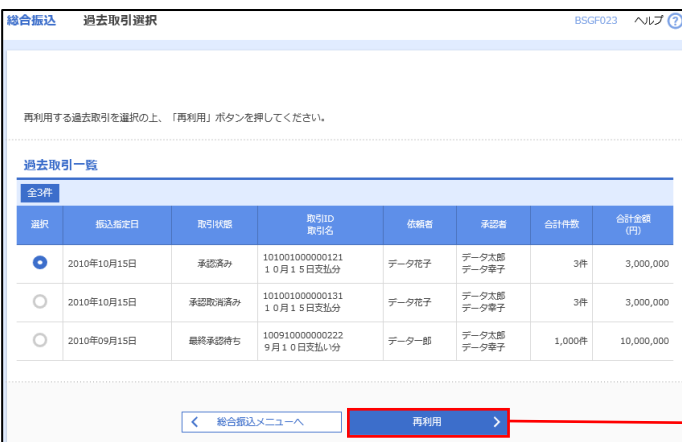 総合振込 過去取引選択 BSGF023 ヘルプ ?
再利用する過去取引を選択の上、「再利用」ボタンを押してください。
過去取引一覧
全3件
選択 振込指定日 取引状態 取引ID 取引名 依頼者 承認者 合計件数 合計金額 (円)
2010年10月15日 承認済み 101001000000121 データ花子 データ太郎 3件 3,000,000
10月15日支払分 データ幸子
2010年10月15日 承認取消済み 101001000000131 データ花子 データ太郎 3件 3,000,000
10月15日支払分 データ幸子
2010年09月15日 最終承認待ち 100910000000222 データ一郎 データ太郎 1,000件 10,000,000
9月10日支払い分 データ幸子
総合振込メニューへ 再利用